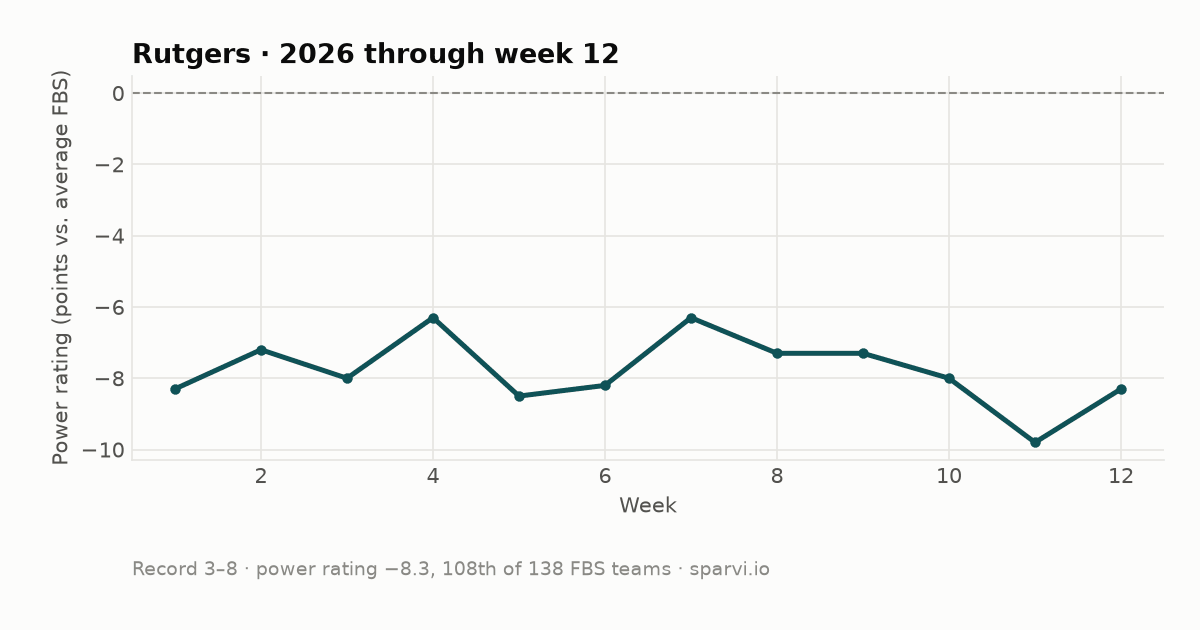 Rutgers · 2026 through week 12
Power rating (points vs. average FBS)
0
−2
−4
−6
−8
−10
2 4 6 8 10 12
Week
Record 3–8 · power rating −8.3, 108th of 138 FBS teams · sparvi.io